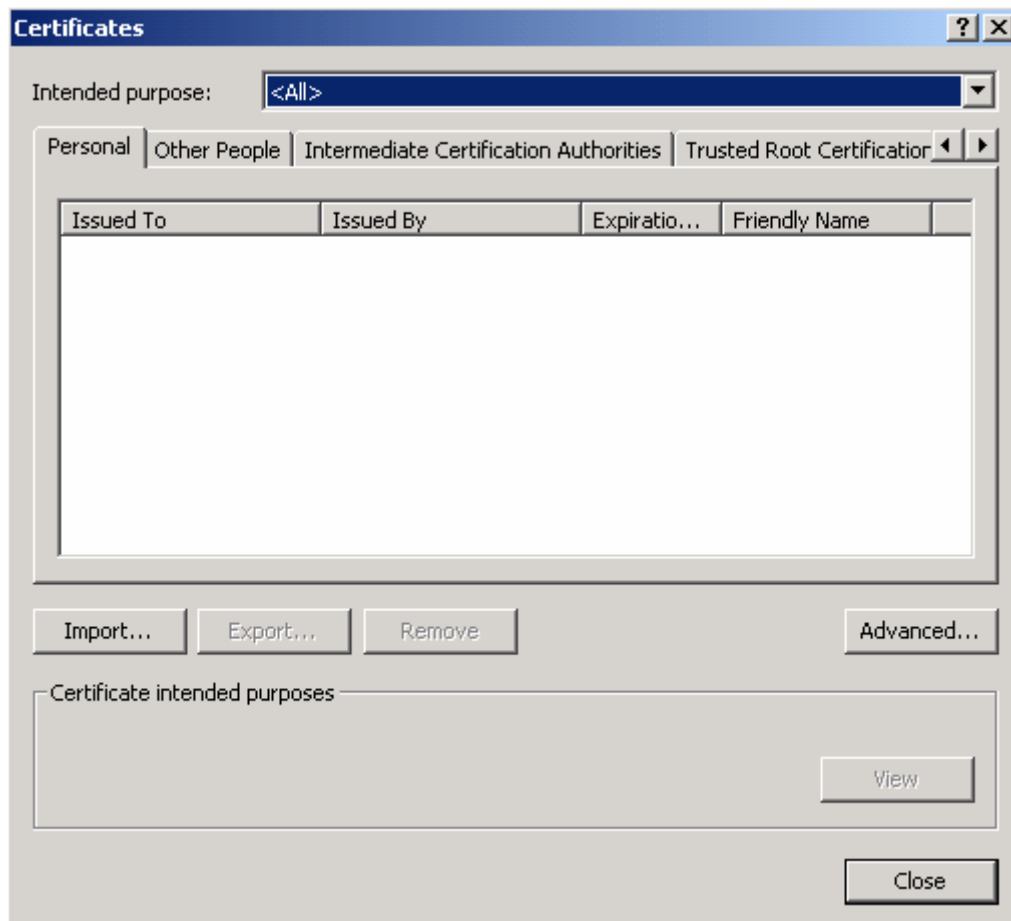 Certificates
Intended purpose: <All>
Personal Other People Intermediate Certification Authorities Trusted Root Certification
Issued To Issued By Expiratio... Friendly Name
Import... Export... Remove Advanced...
Certificate intended purposes
View
Close